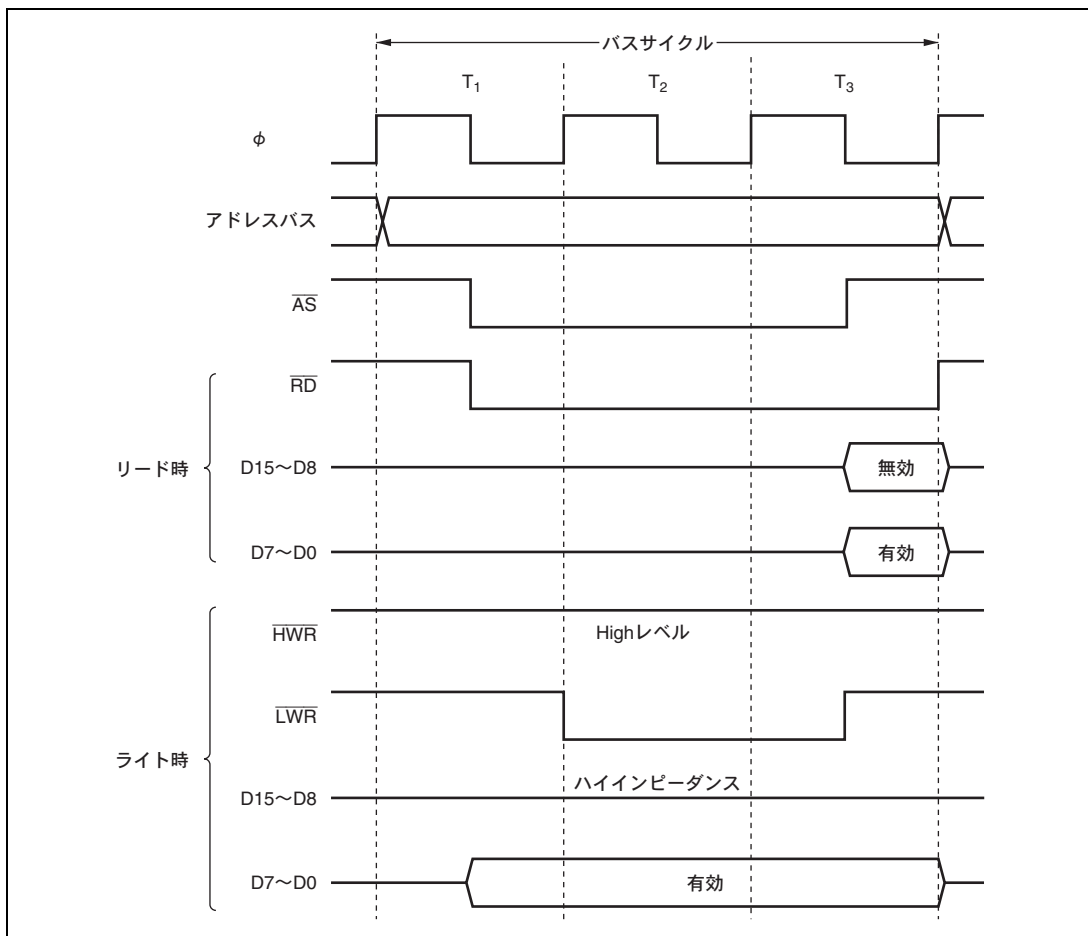 バスサイクル
T1 T2 T3
φ
アドレスバス
AS
RD
リード時
D15～D8 無効
D7～D0 有効
HWR Highレベル
LWR
ライト時
D15～D8 ハイインピーダンス
D7～D0 有効